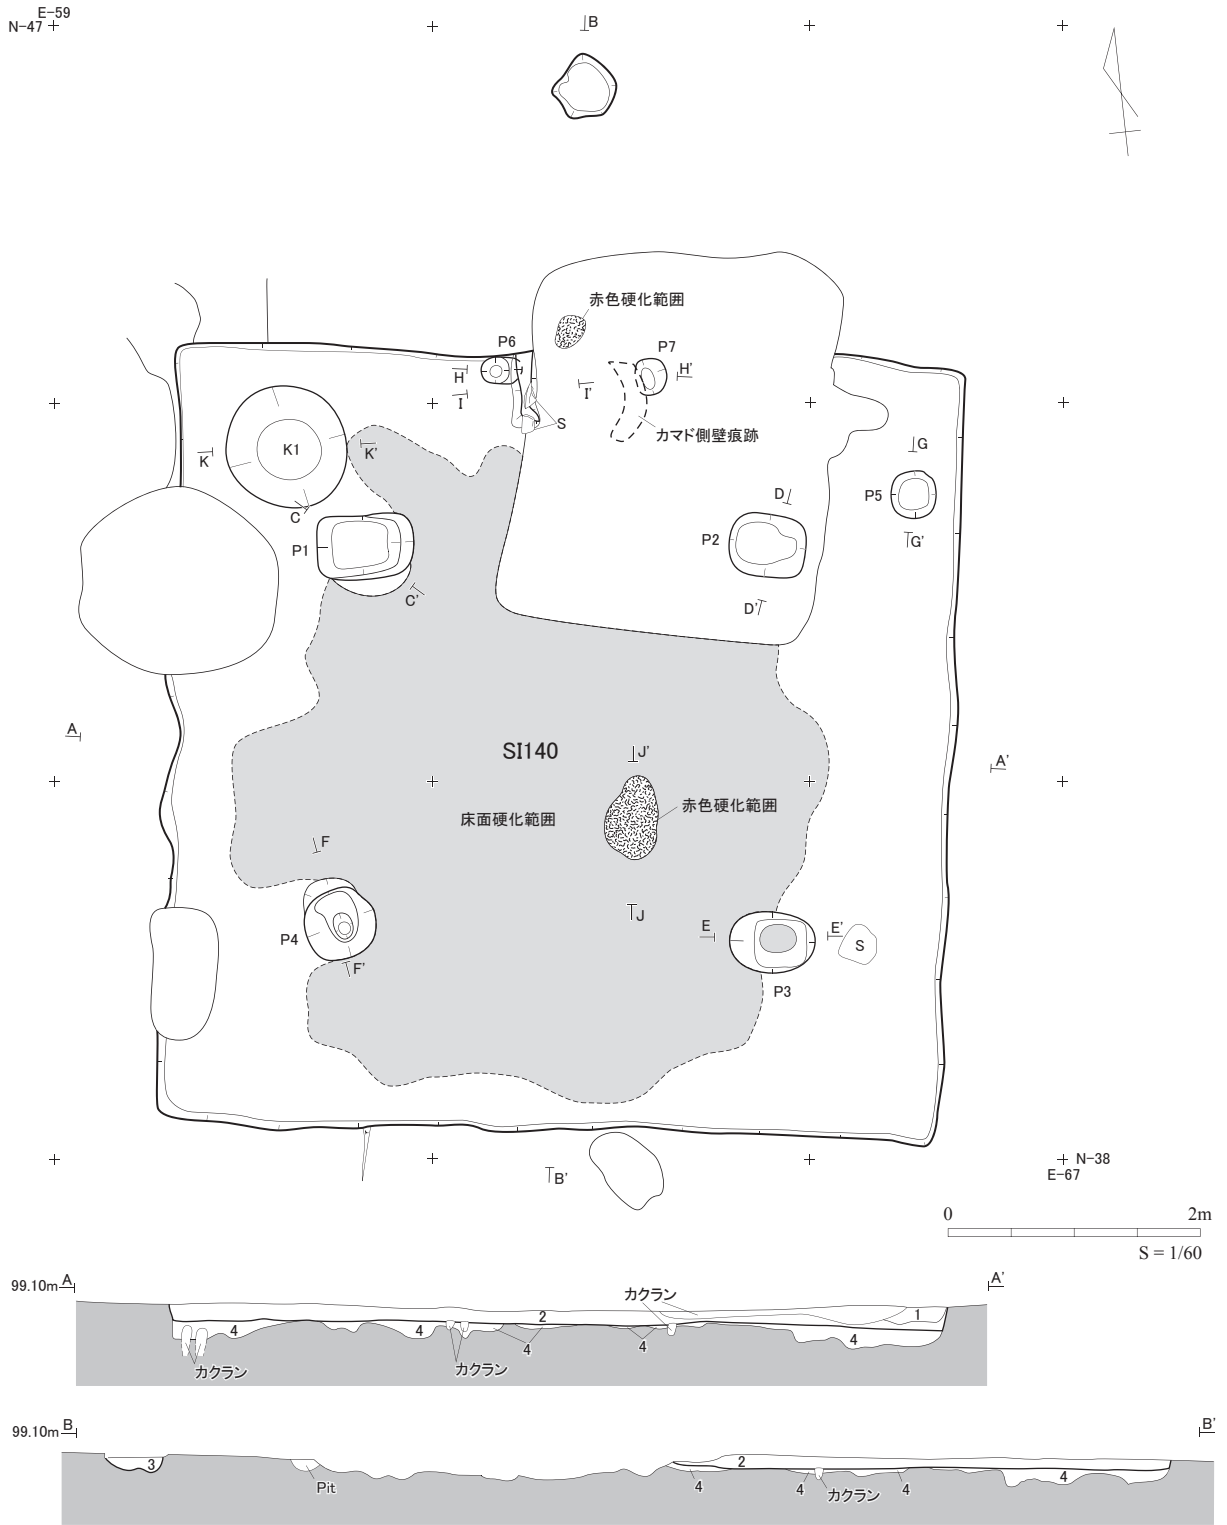 E-59
N-47
B
赤色硬化範囲
P6
P7
H
H'
I
I'
S
カマド側壁痕跡
K1
K
K'
G
D
P5
C
P1
P2
G'
C'
D'
A
SI140
J'
A'
床面硬化範囲
赤色硬化範囲
F
J
E
E'
S
P4
F'
P3
B'
N-38
E-67
0 2m
S = 1/60
99.10m A
A'
カクラン
2
1
4
4
4
4
4
カクラン
カクラン
99.10m B
B'
3
Pit
2
4
4
カクラン
4
4